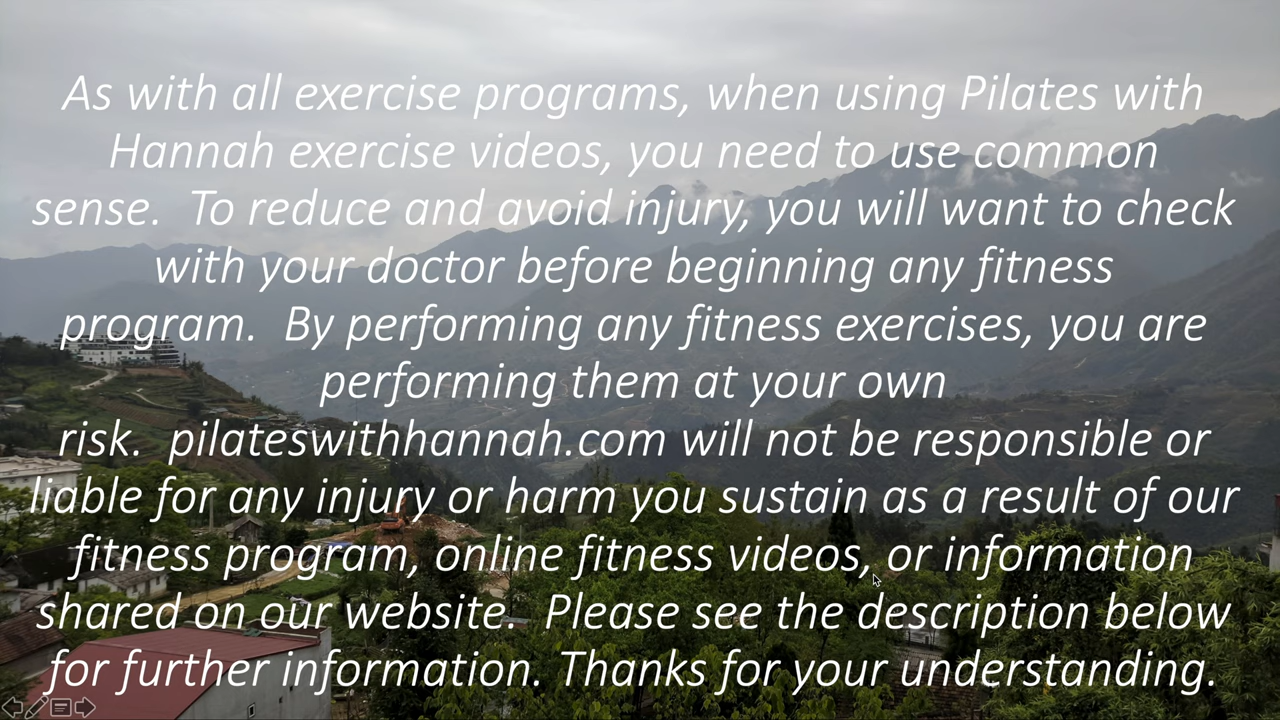 As with all exercise programs, when using Pilates with
Hannah exercise videos, you need to use common
sense.  To reduce and avoid injury, you will want to check
with your doctor before beginning any fitness
program.  By performing any fitness exercises, you are
performing them at your own
risk.  pilateswithhannah.com will not be responsible or
liable for any injury or harm you sustain as a result of our
fitness program, online fitness videos, or information
shared on our website.  Please see the description below
for further information. Thanks for your understanding.